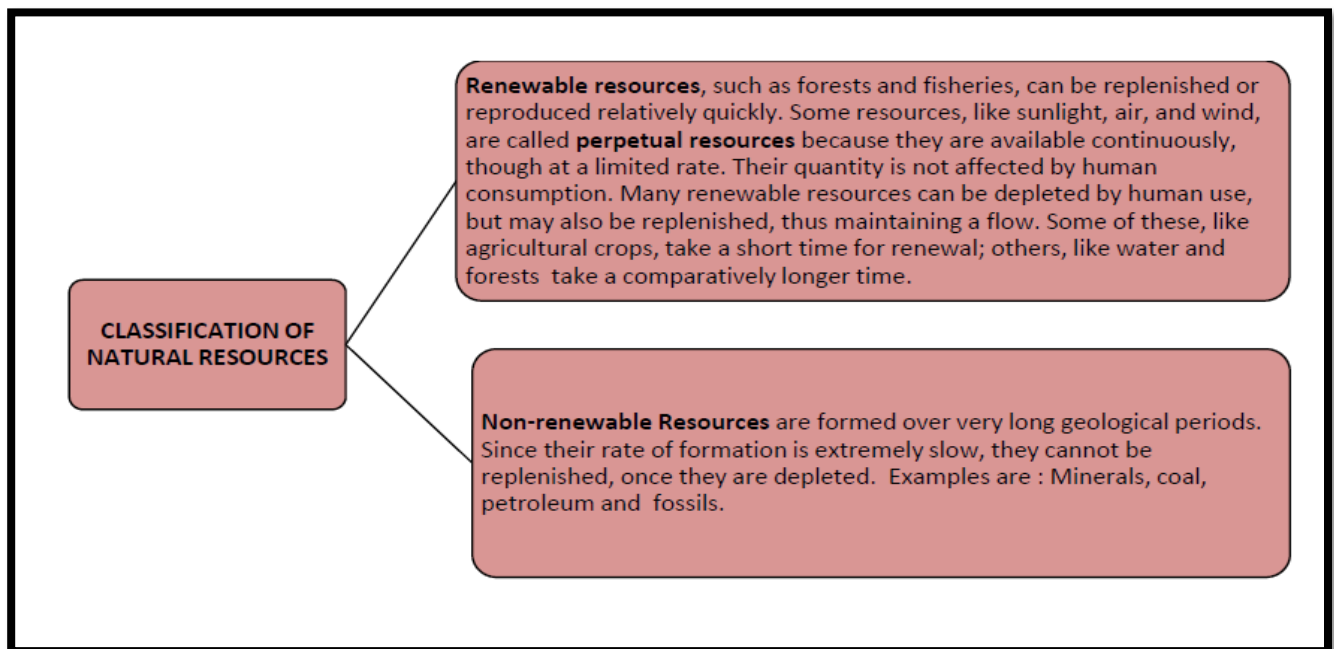 CLASSIFICATION OF
NATURAL RESOURCES
Renewable resources, such as forests and fisheries, can be replenished or
reproduced relatively quickly. Some resources, like sunlight, air, and wind,
are called perpetual resources because they are available continuously,
though at a limited rate. Their quantity is not affected by human
consumption. Many renewable resources can be depleted by human use,
but may also be replenished, thus maintaining a flow. Some of these, like
agricultural crops, take a short time for renewal; others, like water and
forests take a comparatively longer time.
Non-renewable Resources are formed over very long geological periods.
Since their rate of formation is extremely slow, they cannot be
replenished, once they are depleted. Examples are : Minerals, coal,
petroleum and fossils.